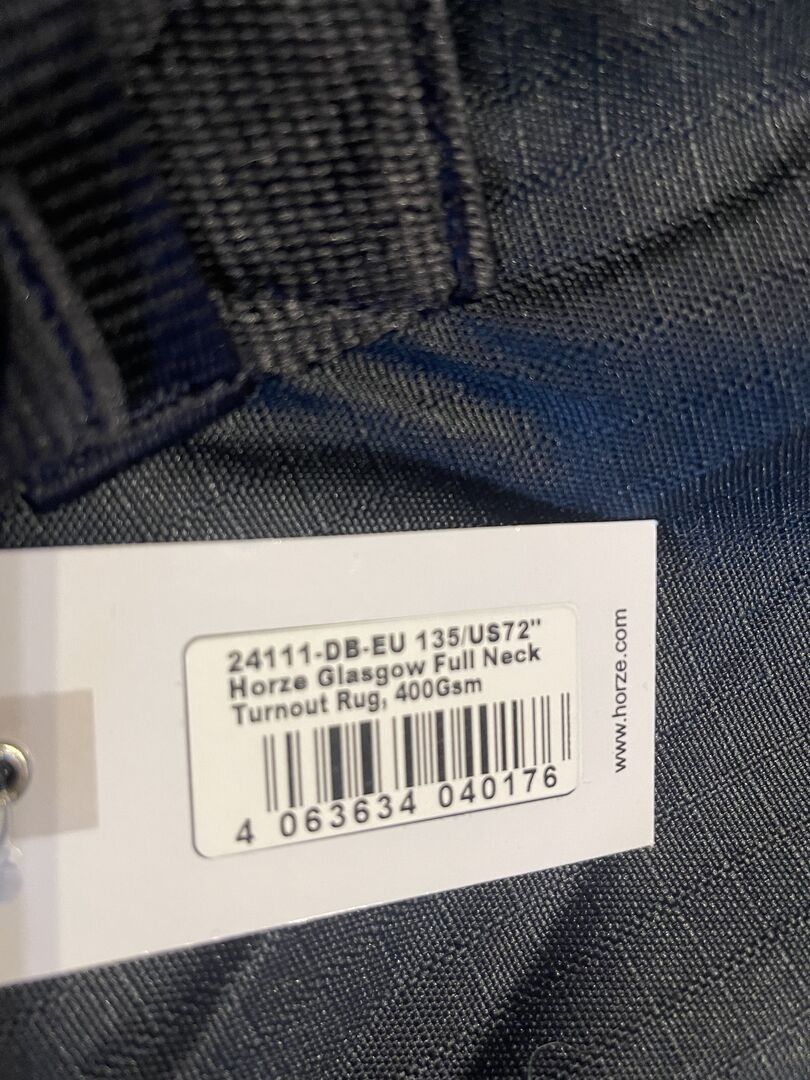 24111-DB-EU 135/US72"
Horze Glasgow Full Neck
Turnout Rug, 400Gsm
4 063634 040176
www.horze.com